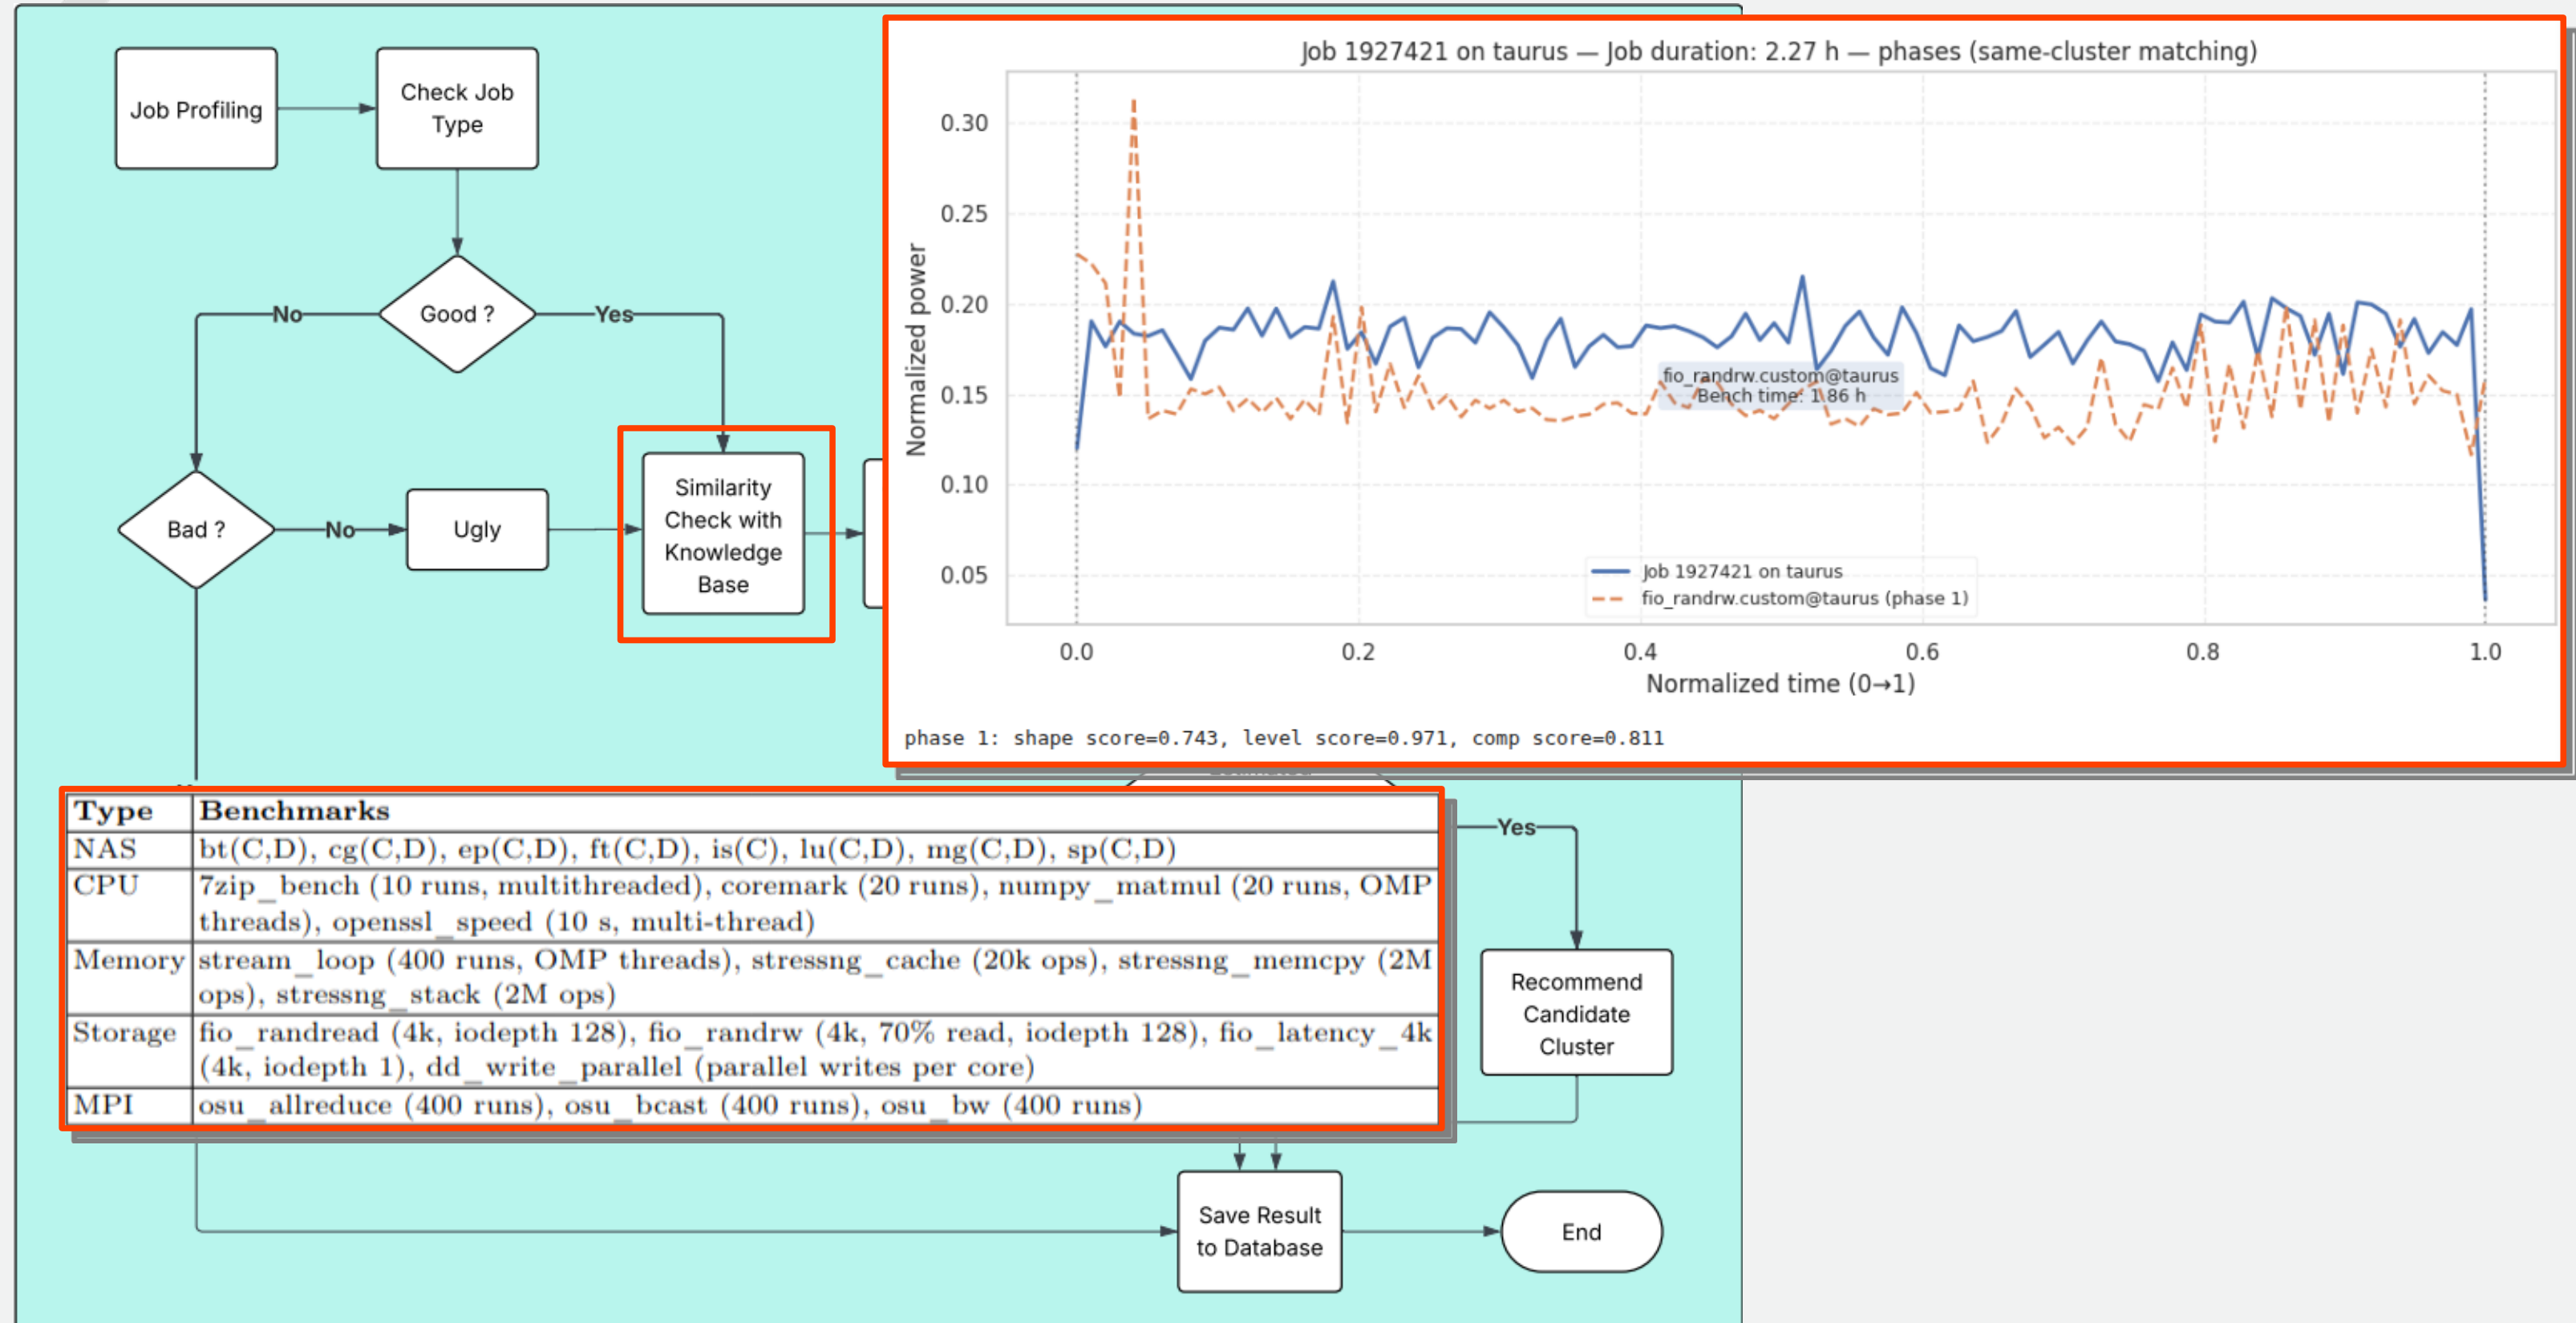 Job Profiling
Check Job
Type
Good ?
No
Yes
Bad ?
No
Ugly
Similarity
Check with
Knowledge
Base
Job 1927421 on taurus — Job duration: 2.27 h — phases (same-cluster matching)
Normalized power
0.30
0.25
0.20
0.15
0.10
0.05
fio_randrw.custom@taurus
Bench time: 1.86 h
Job 1927421 on taurus
fio_randrw.custom@taurus (phase 1)
0.0
0.2
0.4
0.6
0.8
1.0
Normalized time (0→1)
phase 1: shape score=0.743, level score=0.971, comp score=0.811
Type Benchmarks
NAS bt(C,D), cg(C,D), ep(C,D), ft(C,D), is(C), lu(C,D), mg(C,D), sp(C,D)
CPU 7zip_bench (10 runs, multithreaded), coremark (20 runs), numpy_matmul (20 runs, OMP
threads), openssl_speed (10 s, multi-thread)
Memory stream_loop (400 runs, OMP threads), stressng_cache (20k ops), stressng_memcpy (2M
ops), stressng_stack (2M ops)
Storage fio_randread (4k, iodepth 128), fio_randrw (4k, 70% read, iodepth 128), fio_latency_4k
(4k, iodepth 1), dd_write_parallel (parallel writes per core)
MPI osu_allreduce (400 runs), osu_bcast (400 runs), osu_bw (400 runs)
Yes
Recommend
Candidate
Cluster
Save Result
to Database
End